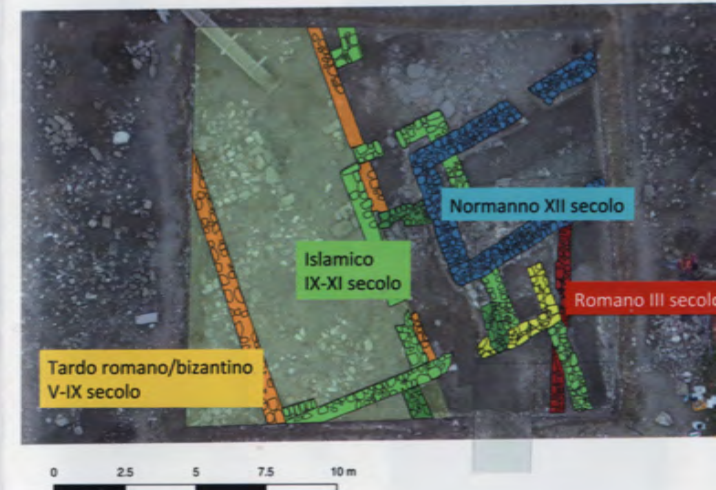 Normanno XII secolo
Islamico
IX-XI secolo
Romano III secolo
Tardo romano/bizantino
V-IX secolo
0 2.5 5 7.5 10 m